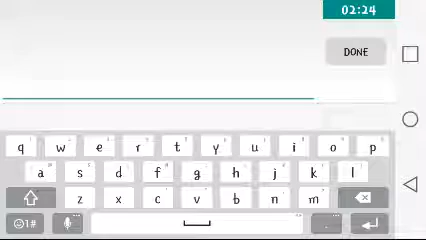 02:24
DONE
q w e r t y u i o p
a s d f g h j k l
z x c v b n m
1# .